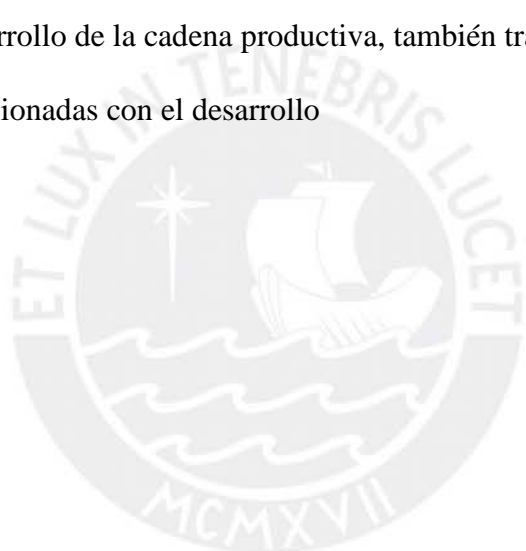 rrollo de la cadena productiva, también tra
ionadas con el desarrollo
ET LUX IN TENEBRIS LUCET
MCMXVII